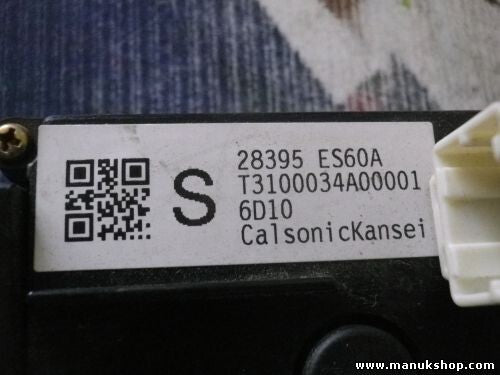 S
28395 ES60A
T3100034A00001
6D10
CalsonicKansei
www.manukshop.com